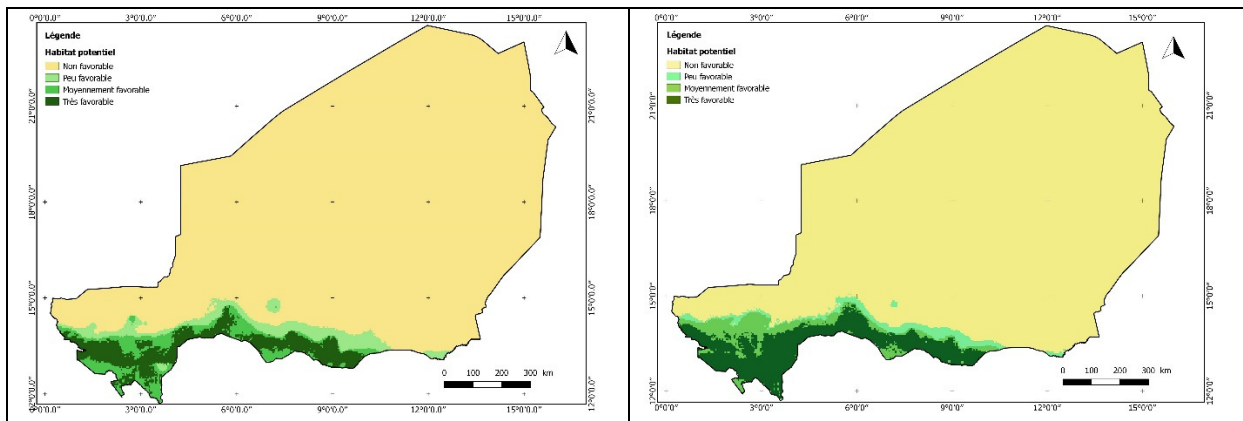 0°0'0.0" 3°0'0.0" 6°0'0.0" 9°0'0.0" 12°0'0.0" 15°0'0.0"
Légende
Habitat potentiel
Non favorable
Peu favorable
Moyennement favorable
Très favorable
21°0'0.0" 21°0'0.0"
18°0'0.0" 18°0'0.0"
15°0'0.0" 15°0'0.0"
12°0'0.0" 12°0'0.0"
0 100 200 300 km
0°0'0.0" 3°0'0.0" 6°0'0.0" 9°0'0.0" 12°0'0.0" 15°0'0.0"
0°0'0" 3°0'0" 6°0'0" 9°0'0" 12°0'0" 15°0'0"
Légende
Habitat potentiel
Non favorable
Peu favorable
Moyennement favorable
Très favorable
21°0'0" 21°0'0"
18°0'0" 18°0'0"
15°0'0" 15°0'0"
12°0'0" 12°0'0"
0 100 200 300 km
0°0'0" 3°0'0" 6°0'0" 9°0'0" 12°0'0" 15°0'0"